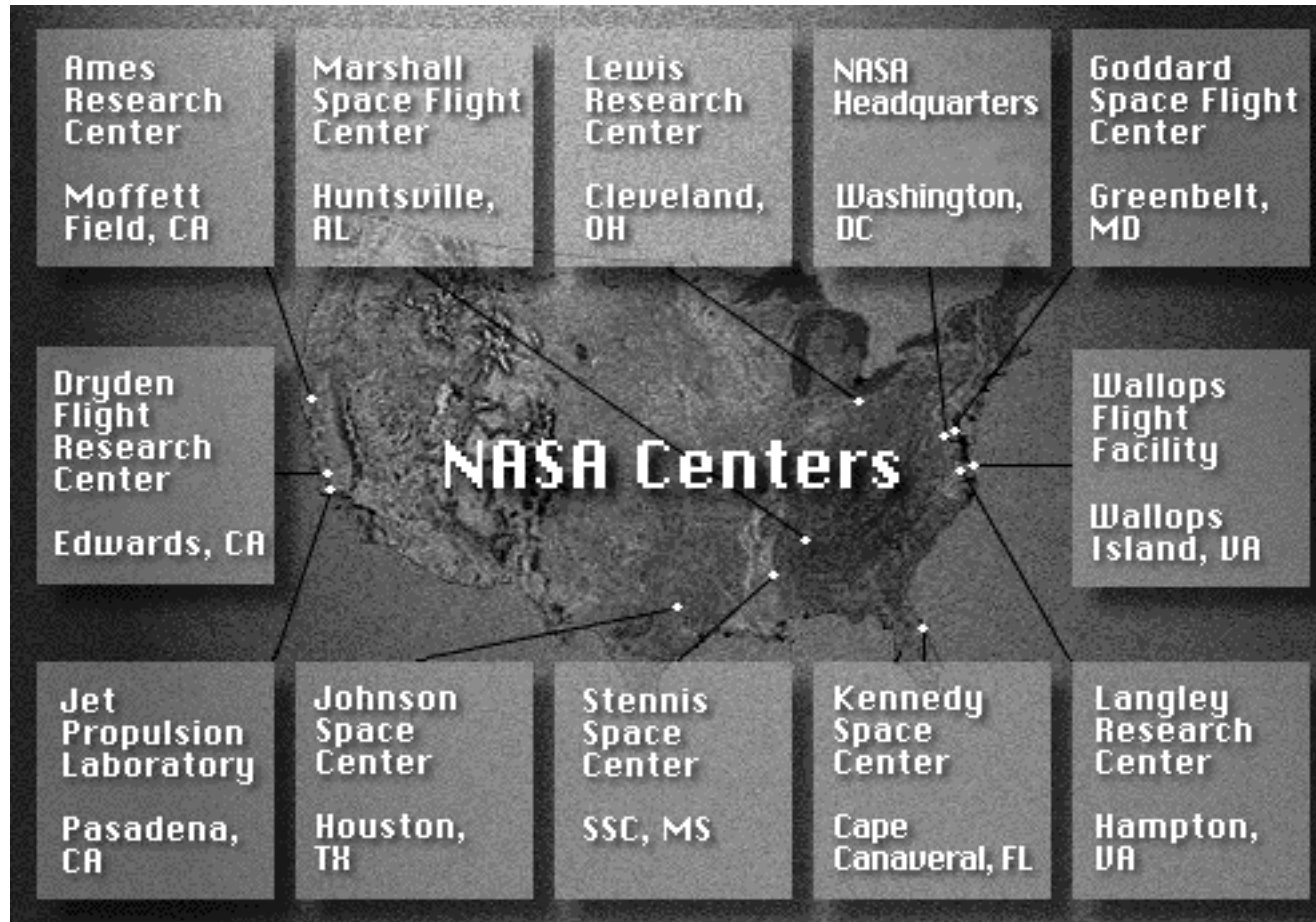 Ames
Research
Center
Moffett
Field, CA
Marshall
Space Flight
Center
Huntsville,
AL
Lewis
Research
Center
Cleveland,
OH
NASA
Headquarters
Washington,
DC
Goddard
Space Flight
Center
Greenbelt,
MD
Dryden
Flight
Research
Center
Edwards, CA
NASA Centers
Wallops
Flight
Facility
Wallops
Island, VA
Jet
Propulsion
Laboratory
Pasadena,
CA
Johnson
Space
Center
Houston,
TX
Stennis
Space
Center
SSC, MS
Kennedy
Space
Center
Cape
Canaveral, FL
Langley
Research
Center
Hampton,
VA